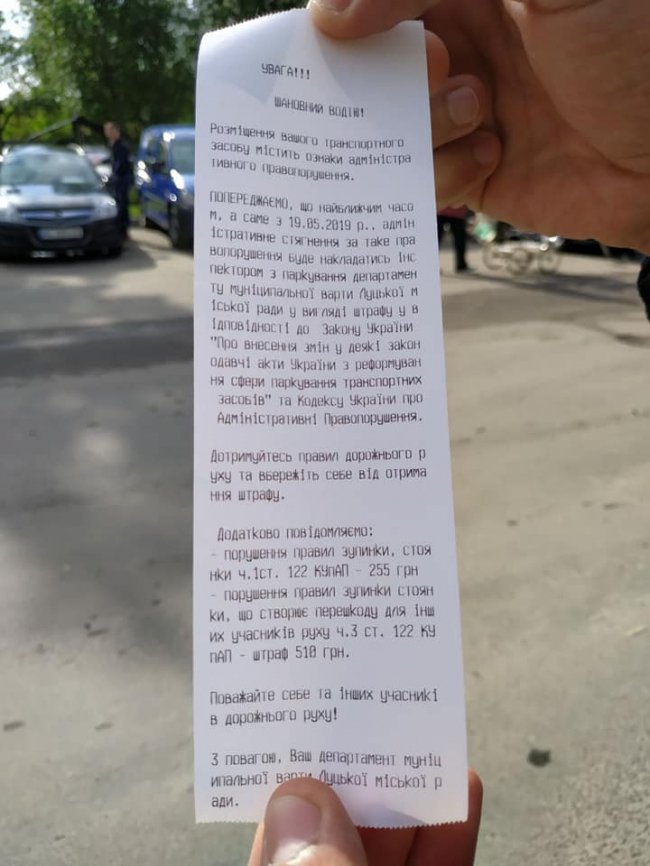 УВАГА!!!
ШАНОВНИЙ ВОДІЮ!
Розміщення вашого транспортного
засобу містить ознаки адміністра
тивного правопорушення.
ПОПЕРЕДЖАЄМО, що найближчим часо
м, а саме з 19.05.2019 р., адмін
істративне стягнення за таке пра
вопорушення буде накладатись Інс
пектором з паркування департамен
ту муніципальної варти Луцької м
іської ради у вигляді штрафу у в
ідповідності до Закону України
"Про внесення змін у деякі закон
одавчі акти України з реформуван
ня сфери паркування транспортних
засобів" та Кодексу України про
Адміністративні Правопорушення.
Дотримуйтесь правил дорожнього р
уху та вбережіть себе від отрима
ння штрафу.
Додатково повідомляємо:
- порушення правил зупинки, стоя
нки ч.1ст. 122 КУпАП - 255 грн
- порушення правил зупинки стоян
ки, що створює перешкоду для інш
их учасників руху ч.3 ст. 122 КУ
пАП - штраф 510 грн.
Поважайте себе та інших учасникі
в дорожнього руху!
З повагою, Ваш департамент муніц
ипальної варти Луцької міської р
ади.